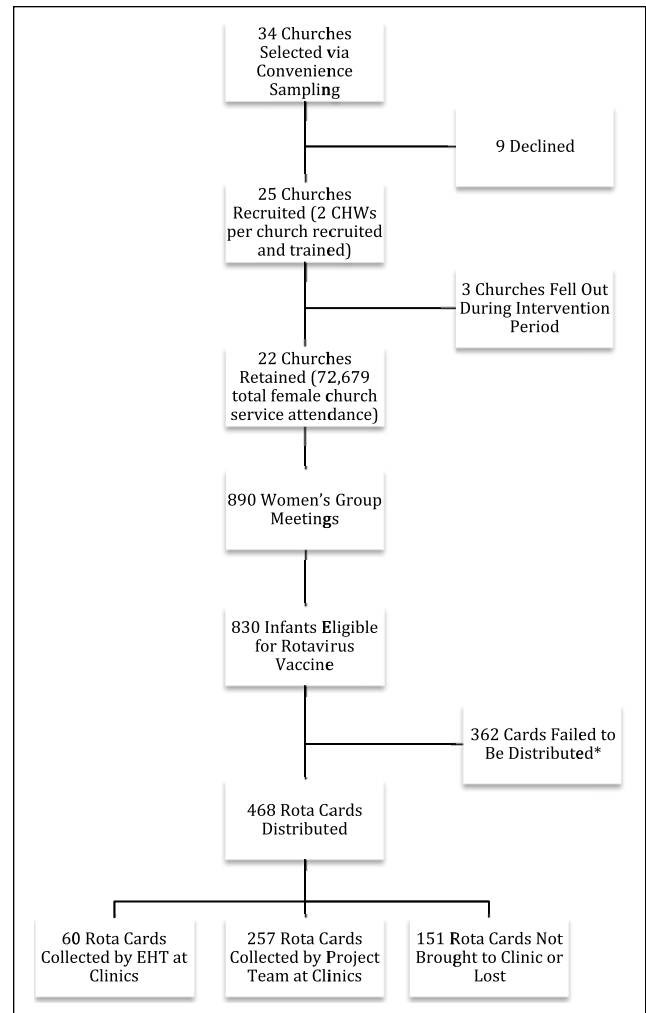 34 Churches
Selected via
Convenience
Sampling
9 Declined
25 Churches
Recruited (2 CHWs
per church recruited
and trained)
3 Churches Fell Out
During Intervention
Period
22 Churches
Retained (72,679
total female church
service attendance)
890 Women's Group
Meetings
830 Infants Eligible
for Rotavirus
Vaccine
362 Cards Failed to
Be Distributed*
468 Rota Cards
Distributed
60 Rota Cards
Collected by EHT at
Clinics
257 Rota Cards
Collected by Project
Team at Clinics
151 Rota Cards Not
Brought to Clinic or
Lost